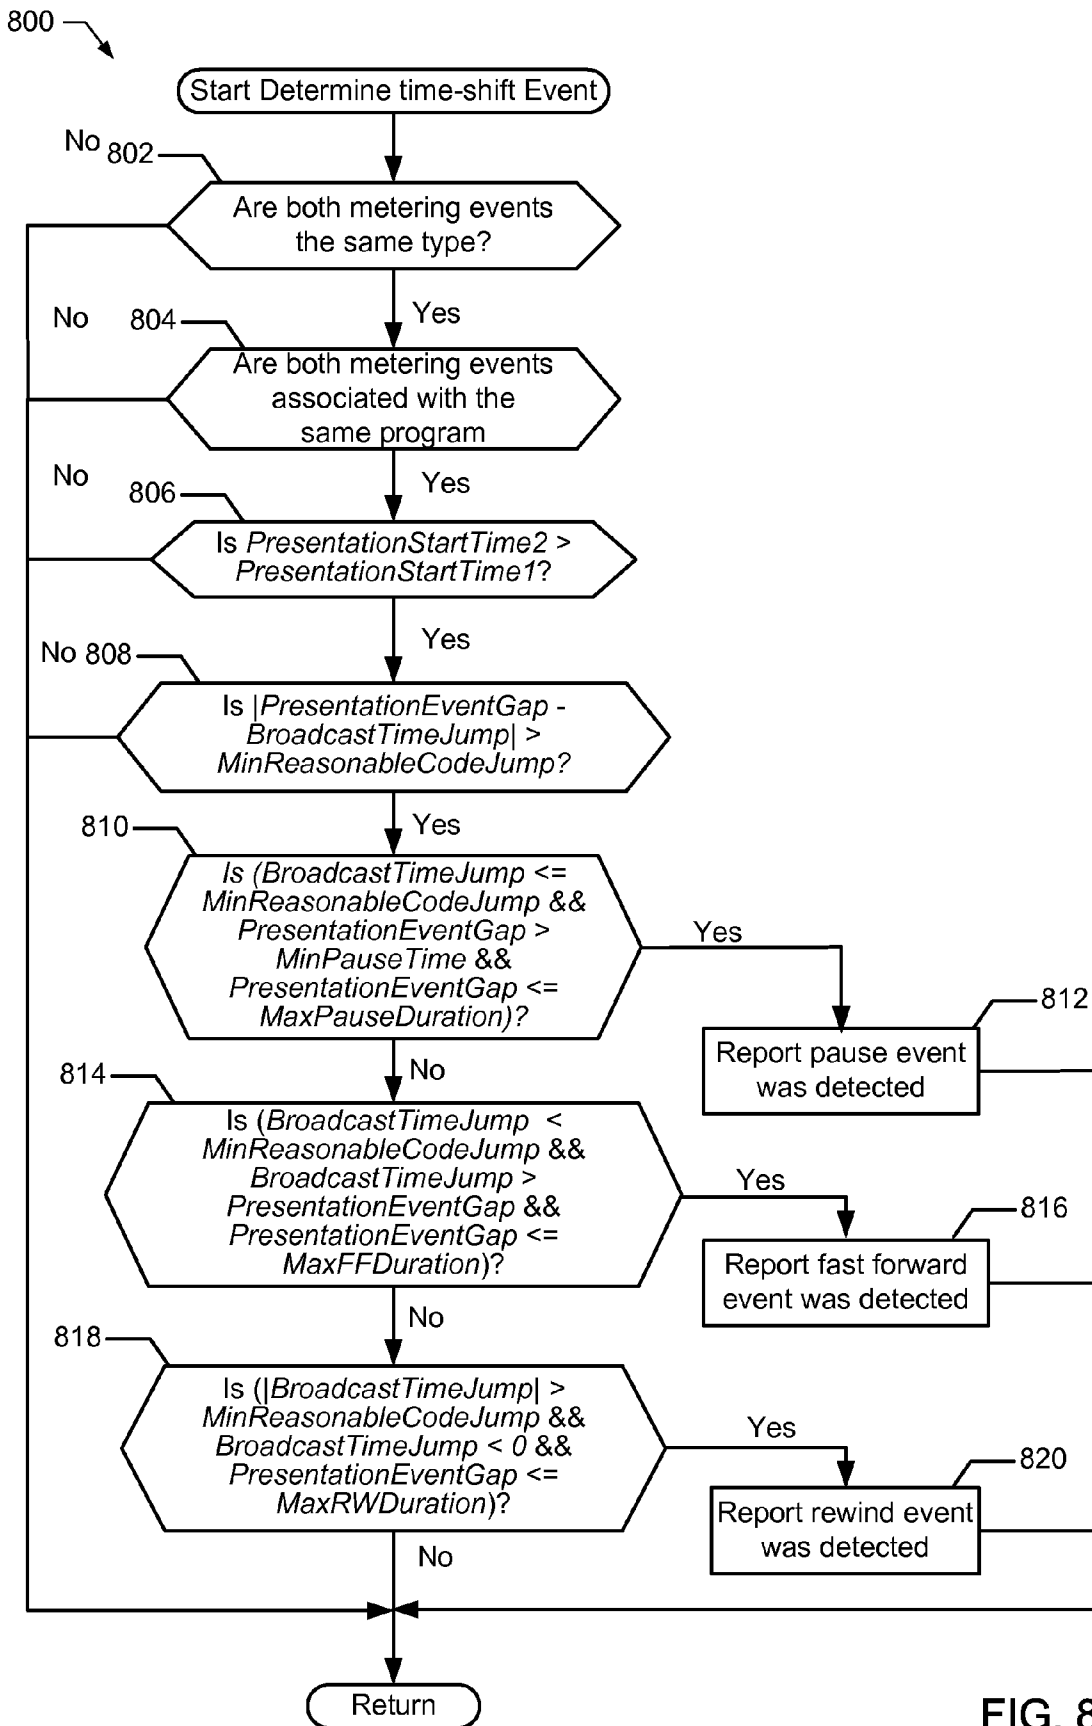 800
Start Determine time-shift Event
No
802
Are both metering events
the same type?
Yes
No
804
Are both metering events
associated with the
same program
Yes
No
806
Is PresentationStartTime2 >
PresentationStartTime1?
Yes
No
808
Is |PresentationEventGap -
BroadcastTimeJump| >
MinReasonableCodeJump?
Yes
810
Is (BroadcastTimeJump <=
MinReasonableCodeJump &&
PresentationEventGap >
MinPauseTime &&
PresentationEventGap <=
MaxPauseDuration)?
Yes
812
Report pause event
was detected
No
814
Is (BroadcastTimeJump <
MinReasonableCodeJump &&
BroadcastTimeJump >
PresentationEventGap &&
PresentationEventGap <=
MaxFFDuration)?
Yes
816
Report fast forward
event was detected
No
818
Is (|BroadcastTimeJump| >
MinReasonableCodeJump &&
BroadcastTimeJump < 0 &&
PresentationEventGap <=
MaxRWDuration)?
Yes
820
Report rewind event
was detected
No
Return
FIG. 8